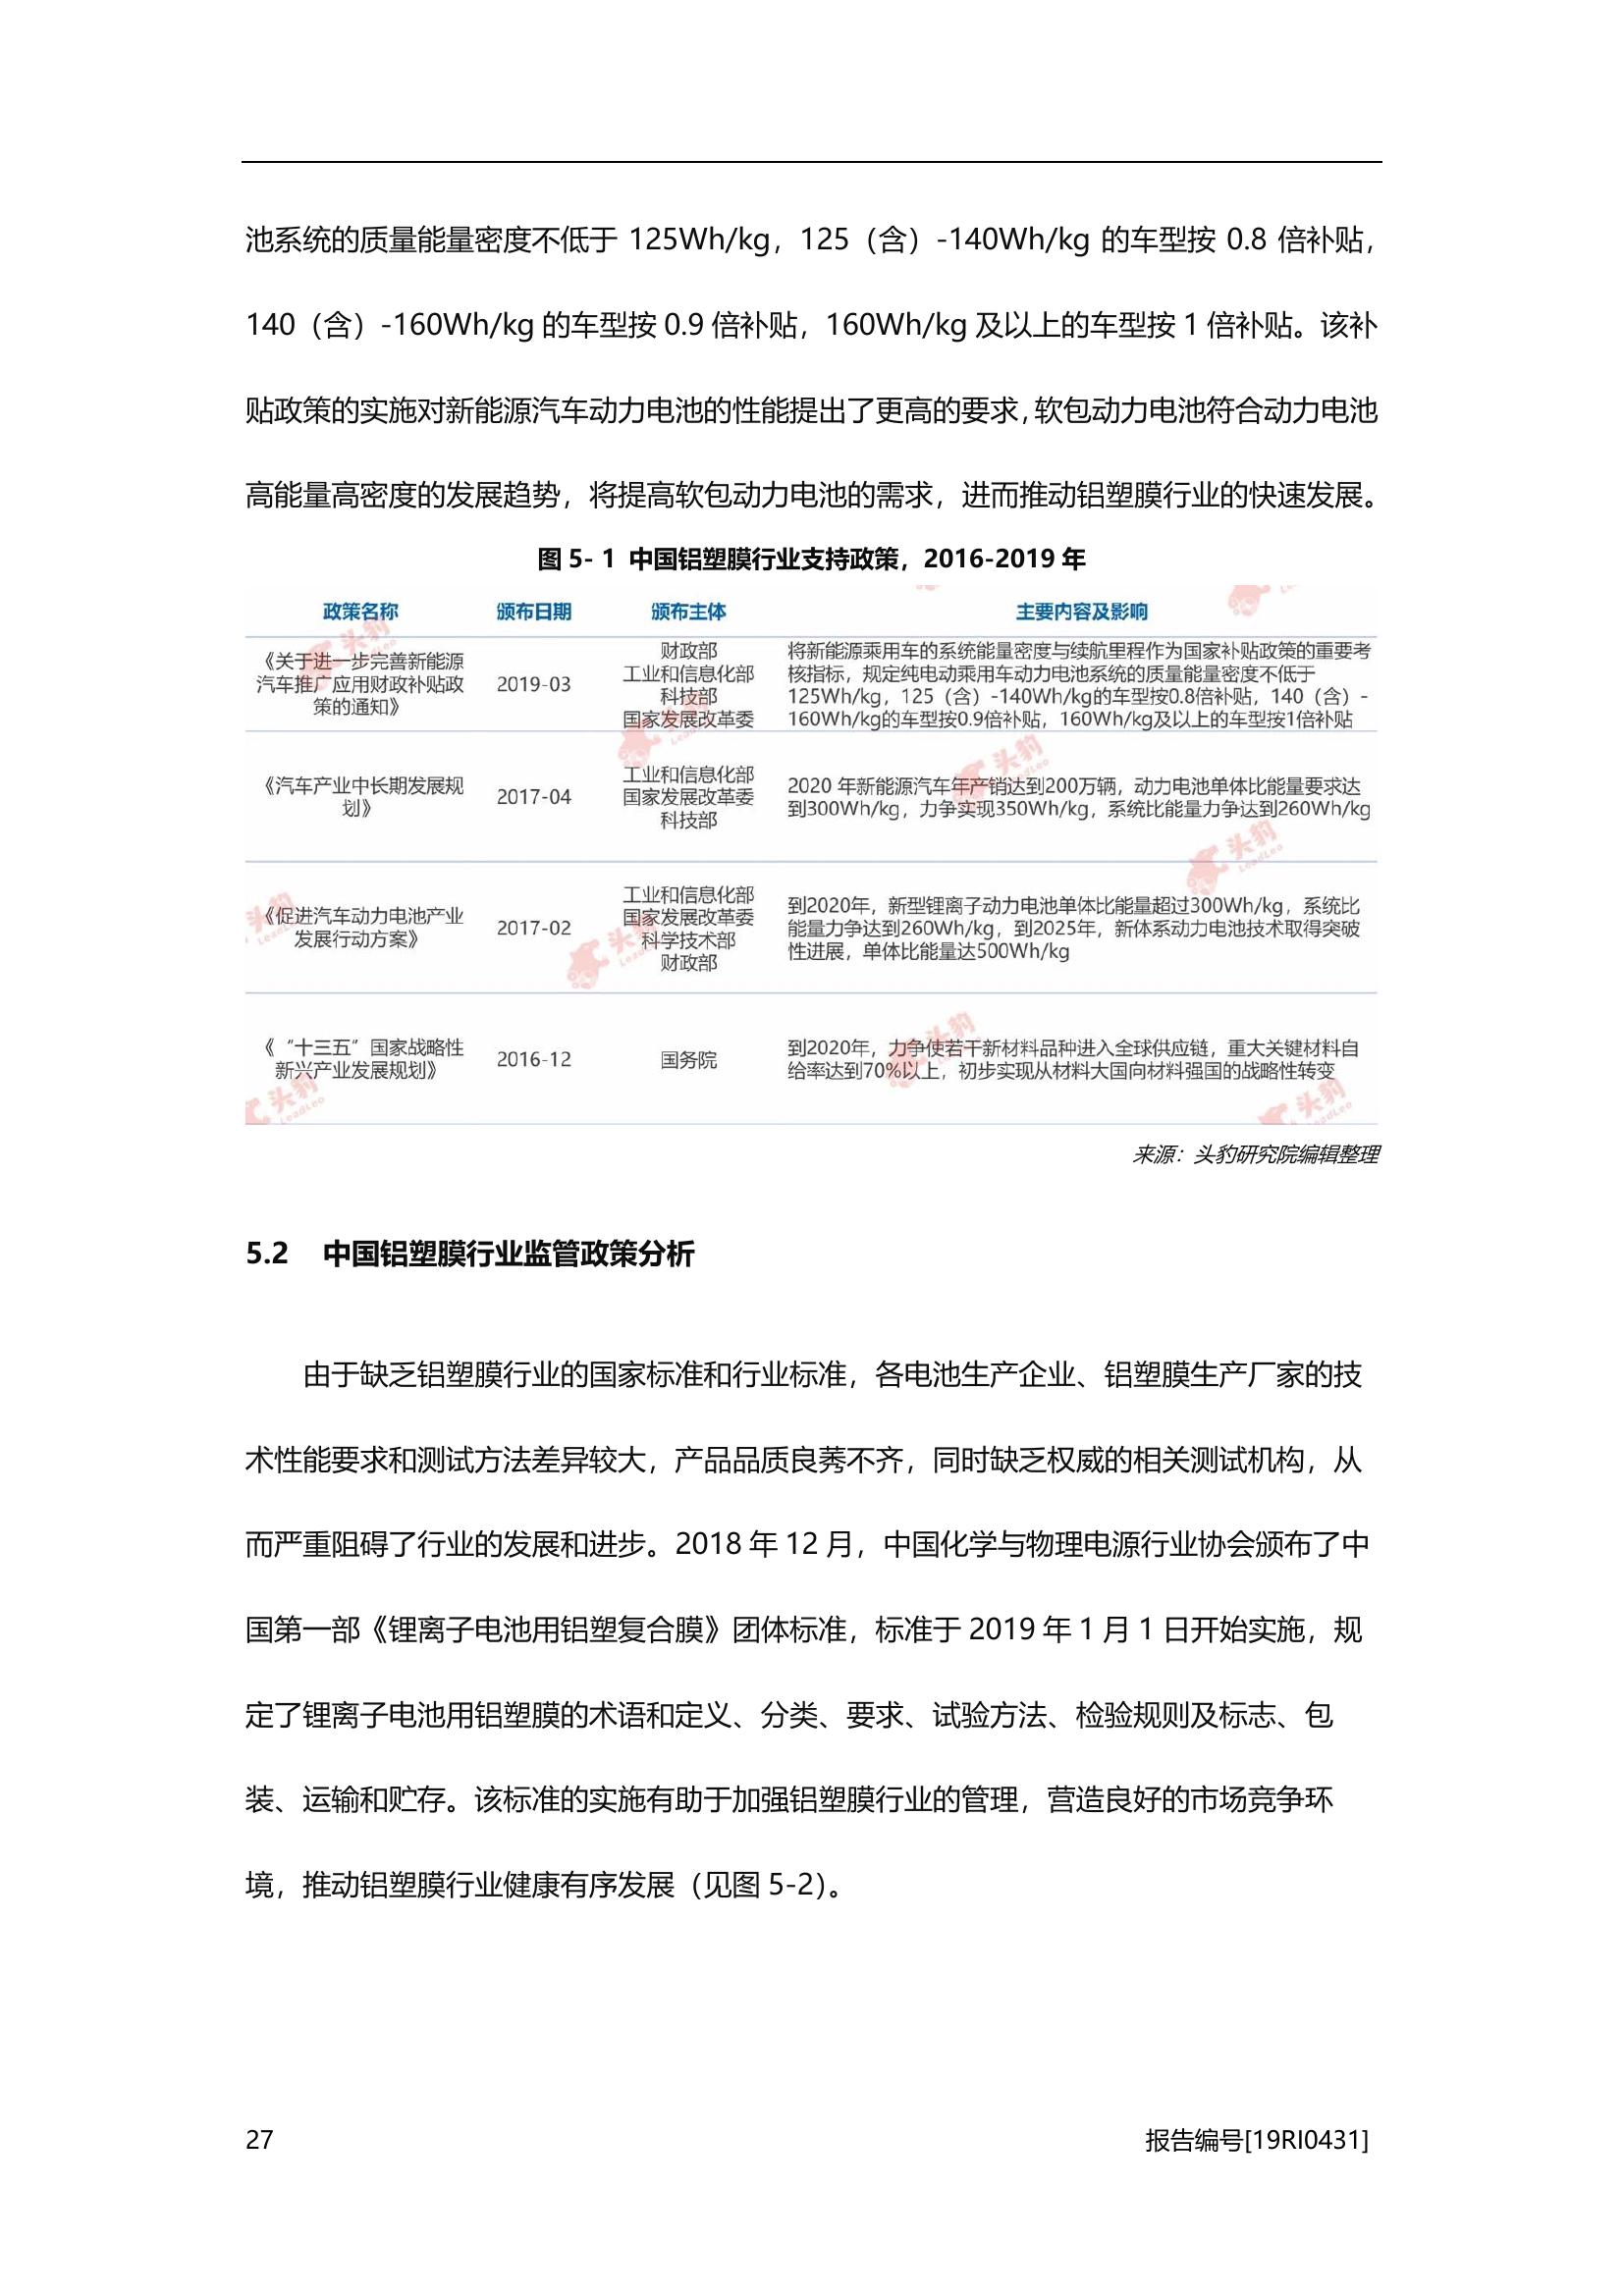 池系统的质量能量密度不低于 125Wh/kg，125（含）-140Wh/kg 的车型按 0.8 倍补贴，
140（含）-160Wh/kg 的车型按 0.9 倍补贴，160Wh/kg 及以上的车型按 1 倍补贴。该补
贴政策的实施对新能源汽车动力电池的性能提出了更高的要求，软包动力电池符合动力电池
高能量高密度的发展趋势，将提高软包动力电池的需求，进而推动铝塑膜行业的快速发展。
图 5- 1 中国铝塑膜行业支持政策，2016-2019 年
政策名称 颁布日期 颁布主体 主要内容及影响
《关于进一步完善新能源
汽车推广应用财政补贴政
策的通知》
2019-03
财政部
工业和信息化部
科技部
国家发展改革委
将新能源乘用车的系统能量密度与续航里程作为国家补贴政策的重要考
核指标，规定纯电动乘用车动力电池系统的质量能量密度不低于
125Wh/kg，125（含）-140Wh/kg的车型按0.8倍补贴，140（含）-
160Wh/kg的车型按0.9倍补贴，160Wh/kg及以上的车型按1倍补贴
《汽车产业中长期发展规
划》
2017-04
工业和信息化部
国家发展改革委
科技部
2020 年新能源汽车年产销达到200万辆，动力电池单体比能量要求达
到300Wh/kg，力争实现350Wh/kg，系统比能量力争达到260Wh/kg
《促进汽车动力电池产业
发展行动方案》
2017-02
工业和信息化部
国家发展改革委
科学技术部
财政部
到2020年，新型锂离子动力电池单体比能量超过300Wh/kg，系统比
能量力争达到260Wh/kg，到2025年，新体系动力电池技术取得突破
性进展，单体比能量达500Wh/kg
《“十三五”国家战略性
新兴产业发展规划》
2016-12
国务院
到2020年，力争使若干新材料品种进入全球供应链，重大关键材料自
给率达到70%以上，初步实现从材料大国向材料强国的战略性转变
来源：头豹研究院编辑整理
5.2 中国铝塑膜行业监管政策分析
由于缺乏铝塑膜行业的国家标准和行业标准，各电池生产企业、铝塑膜生产厂家的技
术性能要求和测试方法差异较大，产品品质良莠不齐，同时缺乏权威的相关测试机构，从
而严重阻碍了行业的发展和进步。2018 年 12 月，中国化学与物理电源行业协会颁布了中
国第一部《锂离子电池用铝塑复合膜》团体标准，标准于 2019 年 1 月 1 日开始实施，规
定了锂离子电池用铝塑膜的术语和定义、分类、要求、试验方法、检验规则及标志、包
装、运输和贮存。该标准的实施有助于加强铝塑膜行业的管理，营造良好的市场竞争环
境，推动铝塑膜行业健康有序发展（见图 5-2）。
27 报告编号[19RI0431]